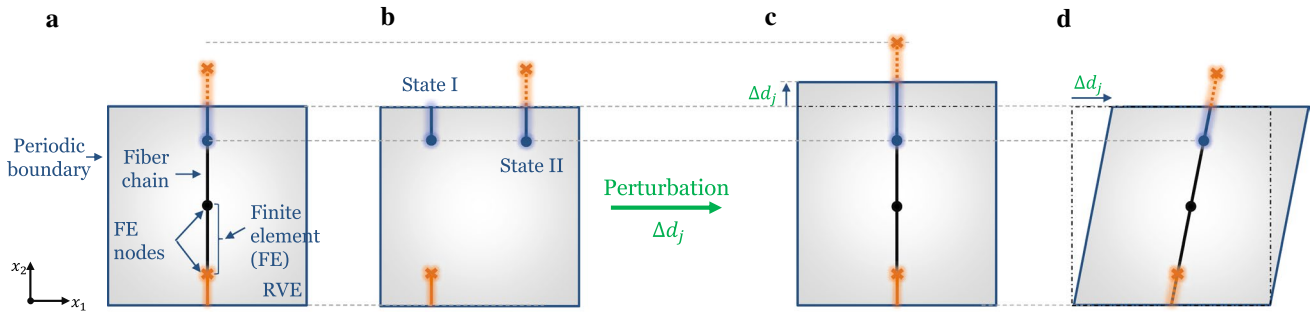 a
b
c
d
State I
Δd_j
Δd_j
Periodic
boundary
Fiber
chain
State II
Perturbation
Δd_j
FE
nodes
Finite
element
(FE)
RVE
x_2
x_1